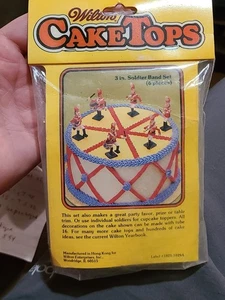 Wilton
CAKE TOPS
3 in. Soldier Band Set
(6 pieces)
This set also makes a great party favor, prize or table
trim. Or use individual soldiers for cupcake toppers. All
decorations on the cake shown can be made with tube
16. For many more cake tops and hundreds of cake
ideas, see the current Wilton Yearbook.
Manufactured in Hong Kong for
Wilton Enterprises, Inc.
Woodridge, IL 60515